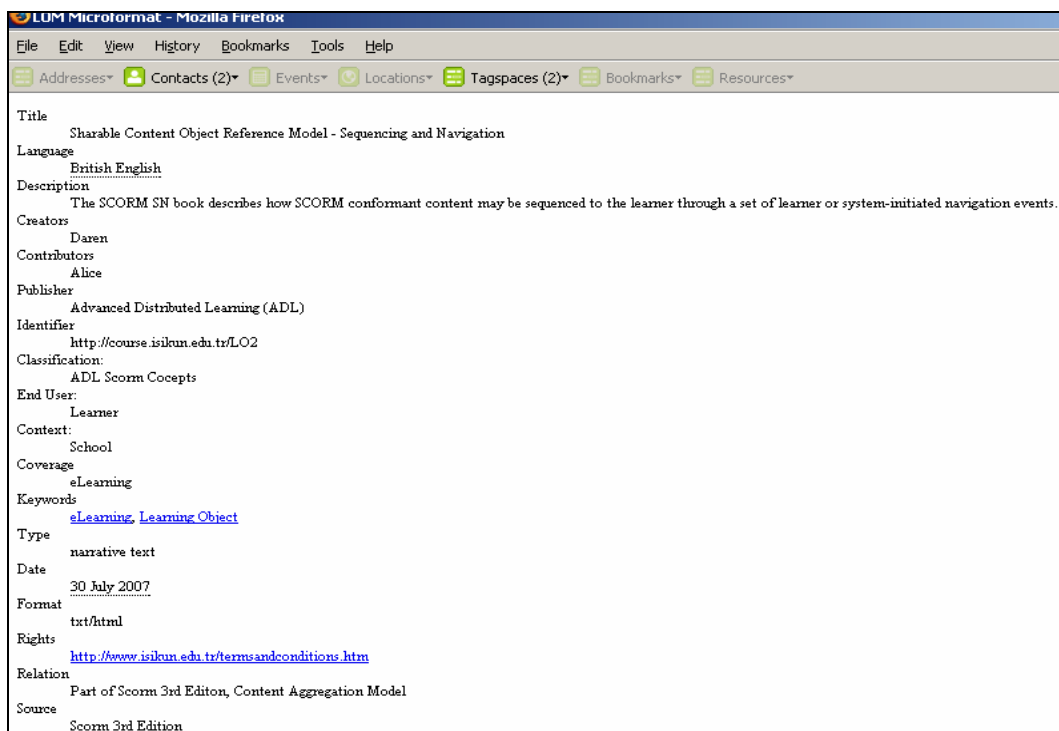 LOM Microformat - Mozilla Firefox
File Edit View History Bookmarks Tools Help
Addresses Contacts (2) Events Locations Tagspaces (2) Bookmarks Resources
Title
Sharable Content Object Reference Model - Sequencing and Navigation
Language
British English
Description
The SCORM SN book describes how SCORM conformant content may be sequenced to the learner through a set of learner or system-initiated navigation events.
Creators
Daren
Contributors
Alice
Publisher
Advanced Distributed Learning (ADL)
Identifier
http://course.isikun.edu.tr/LO2
Classification:
ADL Scorm Cocepts
End User:
Learner
Context:
School
Coverage
eLearning
Keywords
eLearning, Learning Object
Type
narrative text
Date
30 July 2007
Format
txt/html
Rights
http://www.isikun.edu.tr/termsandconditions.htm
Relation
Part of Scorm 3rd Editon, Content Aggregation Model
Source
Scorm 3rd Edition